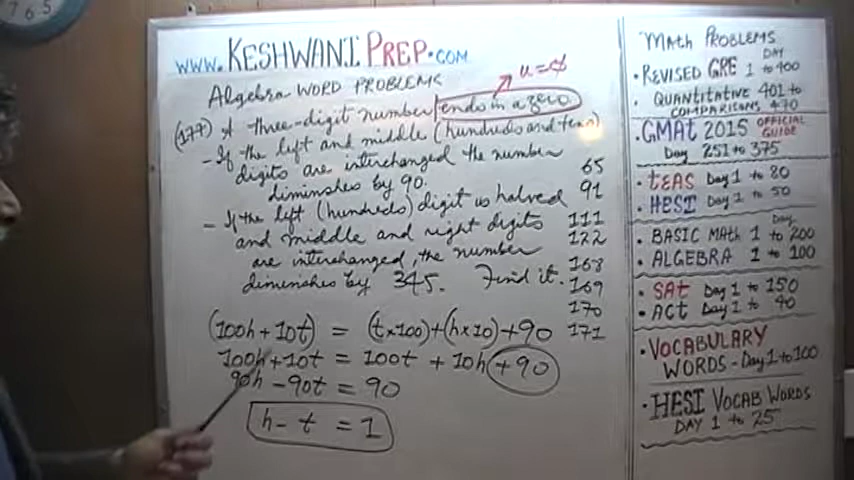 7 6 5
www.KESHWANIPREP.COM
Algebra WORD PROBLEMS
u = 0
(177) A three-digit number ends in a zero
- If the left and middle (hundreds and tens)
digits are interchanged the number
diminshes by 90.
- If the left (hundreds) digit is halved
and middle and right digits
are interchanged, the number
diminshes by 345. Find it.
65
91
111
122
168
169
170
171
(100h + 10t) = (t×100) + (h×10) + 90
100h + 10t = 100t + 10h + 90
90h - 90t = 90
h - t = 1
MATH PROBLEMS
DAY
• REVISED GRE 1 to 400
• QUANTITATIVE 401 to
COMPARISONS 470
• GMAT 2015 OFFICIAL GUIDE
Day 251 to 375
• TEAS Day 1 to 80
• HESI Day 1 to 50
Day
• BASIC MATH 1 to 200
• ALGEBRA 1 to 100
• SAT Day 1 to 150
• ACT Day 1 to 90
• VOCABULARY
WORDS - Day 1 to 100
• HESI VOCAB WORDS
DAY 1 to 25